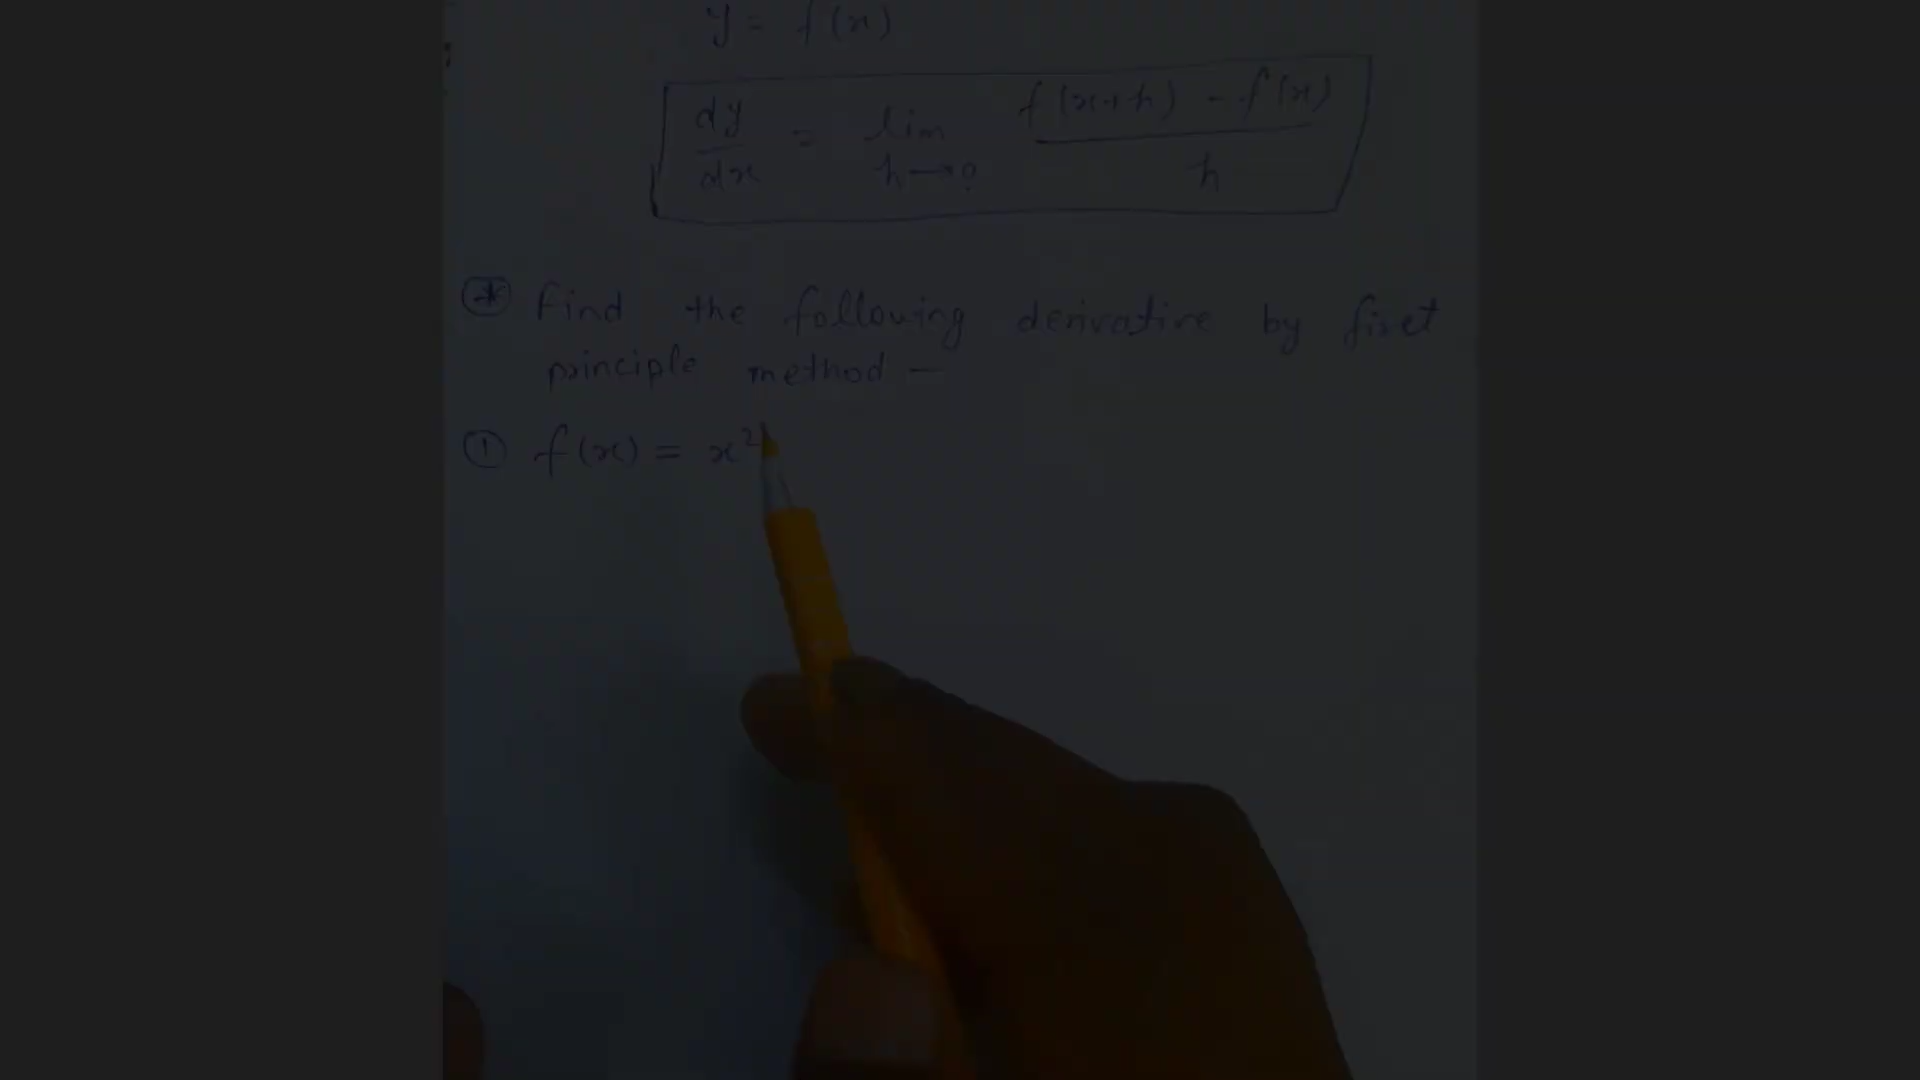 y = f(x)
dy/dx = lim h→0 f(x+h) - f(x) / h
* Find the following derivative by first
principle method —
① f(x) = x²